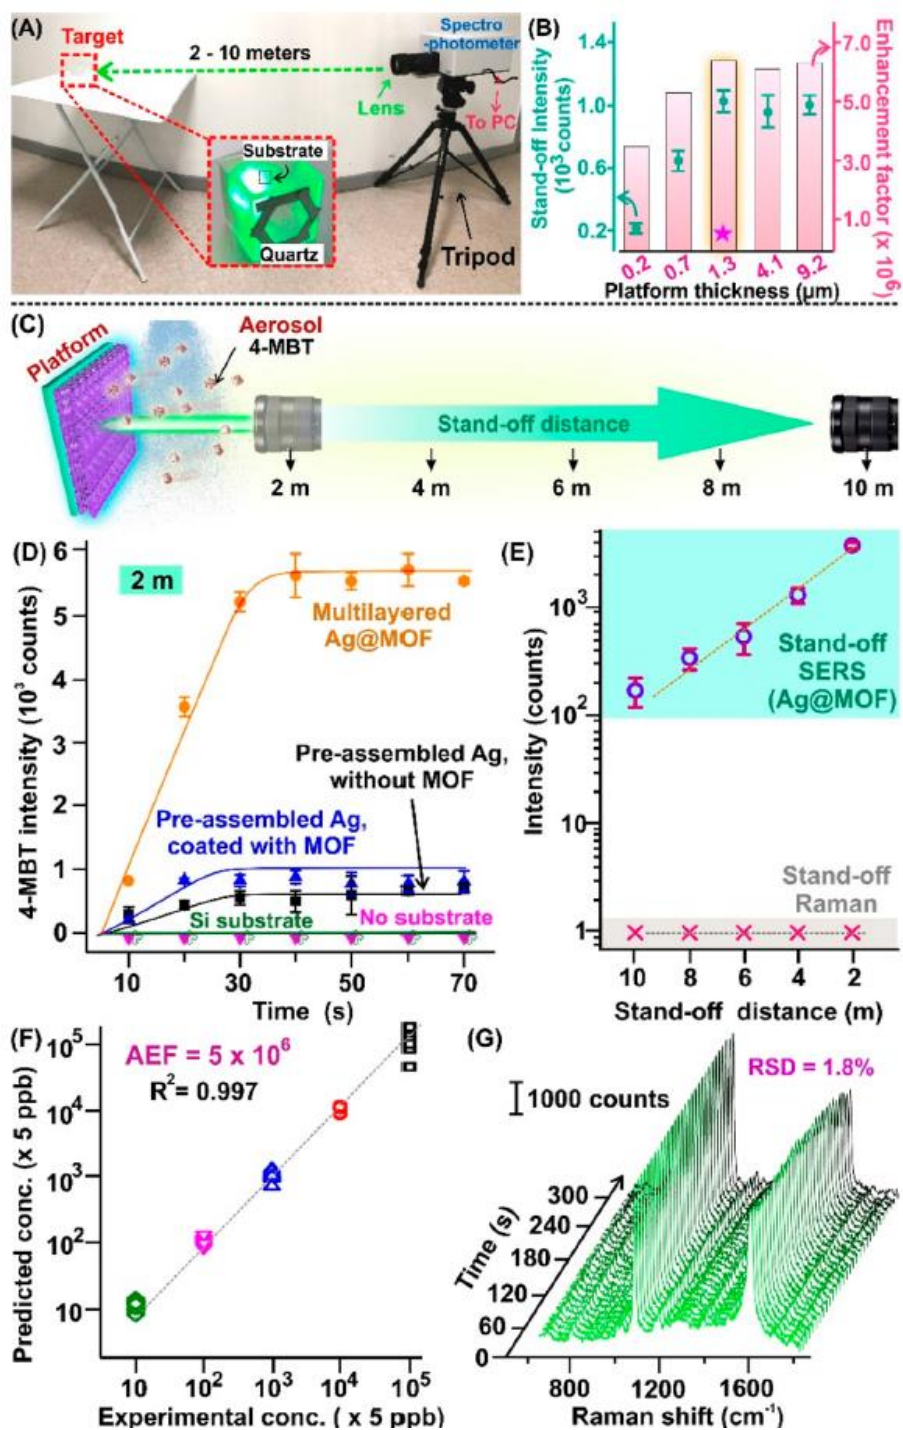 (A)
Target
2 - 10 meters
Spectro
-photometer
Lens
To PC
Substrate
Quartz
Tripod
(B)
Stand-off Intensity
(10³ counts)
1.4
1.0
0.6
0.2
7.0
5.0
3.0
1.0
Enhancement
factor (x 10⁶)
0.2 0.7 1.3 4.1 9.2
Platform thickness (µm)
(C)
Platform
Aerosol
4-MBT
Stand-off distance
2 m 4 m 6 m 8 m 10 m
(D)
2 m
4-MBT intensity (10³ counts)
6
5
4
3
2
1
0
Multilayered
Ag@MOF
Pre-assembled Ag,
without MOF
Pre-assembled Ag,
coated with MOF
Si substrate
No substrate
10 20 30 40 50 60 70
Time (s)
(E)
Intensity (counts)
10³
10²
10
1
Stand-off
SERS
(Ag@MOF)
Stand-off
Raman
10 8 6 4 2
Stand-off distance (m)
(F)
AEF = 5 x 10⁶
R² = 0.997
Predicted conc. (x 5 ppb)
10⁵
10⁴
10³
10²
10
10 10² 10³ 10⁴ 10⁵
Experimental conc. ( x 5 ppb)
(G)
RSD = 1.8%
1000 counts
Time (s)
300
240
180
120
60
0
800 1200 1600
Raman shift (cm⁻¹)